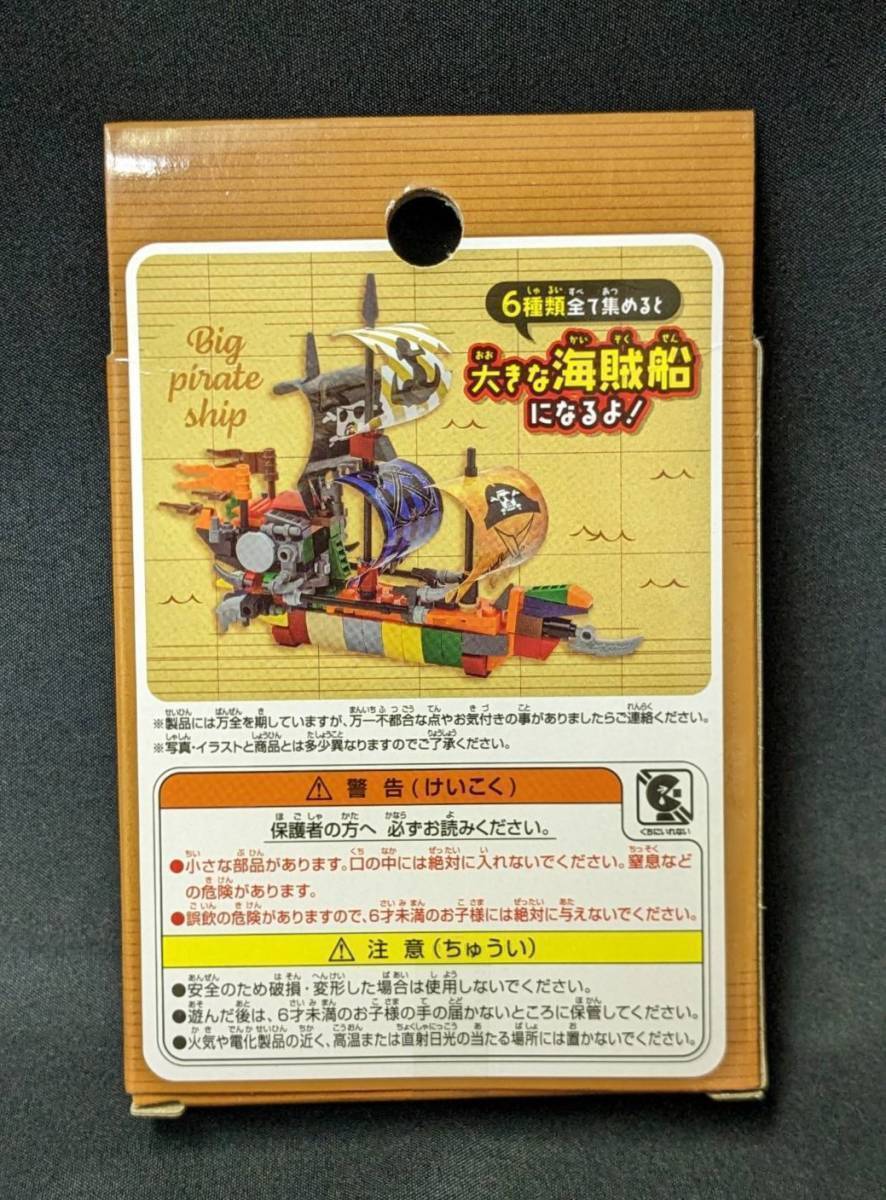 Big
pirate
ship
6種類全て集めると
大きな海賊船
になるよ!
※製品には万全を期していますが、万一不都合な点やお気付きの事がありましたらご連絡ください。
※写真・イラストと商品とは多少異なりますのでご了承ください。
⚠ 警告(けいこく)
くちにいれない
保護者の方へ 必ずお読みください。
●小さな部品があります。口の中には絶対に入れないでください。窒息など
の危険があります。
●誤飲の危険がありますので、6才未満のお子様には絶対に与えないでください。
⚠ 注意(ちゅうい)
●安全のため破損・変形した場合は使用しないでください。
●遊んだ後は、6才未満のお子様の手の届かないところに保管してください。
●火気や電化製品の近く、高温または直射日光の当たる場所には置かないでください。